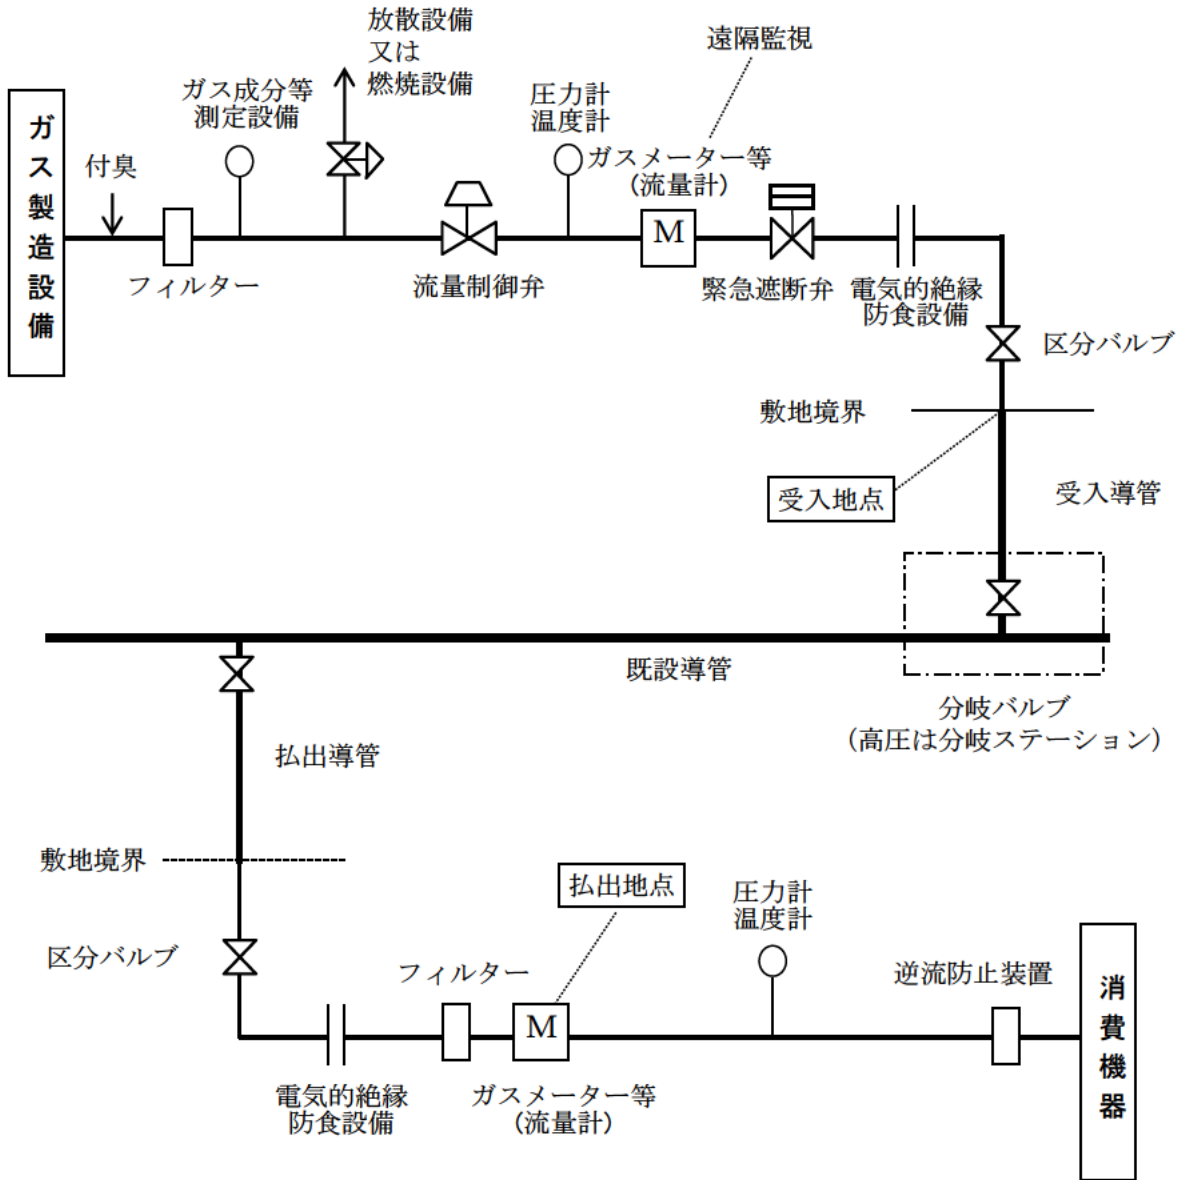 放散設備
又は
燃焼設備
遠隔監視
ガス成分等
測定設備
圧力計
温度計
ガス製造設備
付臭
ガスメーター等
(流量計)
M
フィルター
流量制御弁
緊急遮断弁
電気的絶縁
防食設備
区分バルブ
敷地境界
受入地点
受入導管
既設導管
分岐バルブ
(高圧は分岐ステーション)
払出導管
敷地境界
払出地点
圧力計
温度計
区分バルブ
フィルター
逆流防止装置
消費機器
M
電気的絶縁
防食設備
ガスメーター等
(流量計)